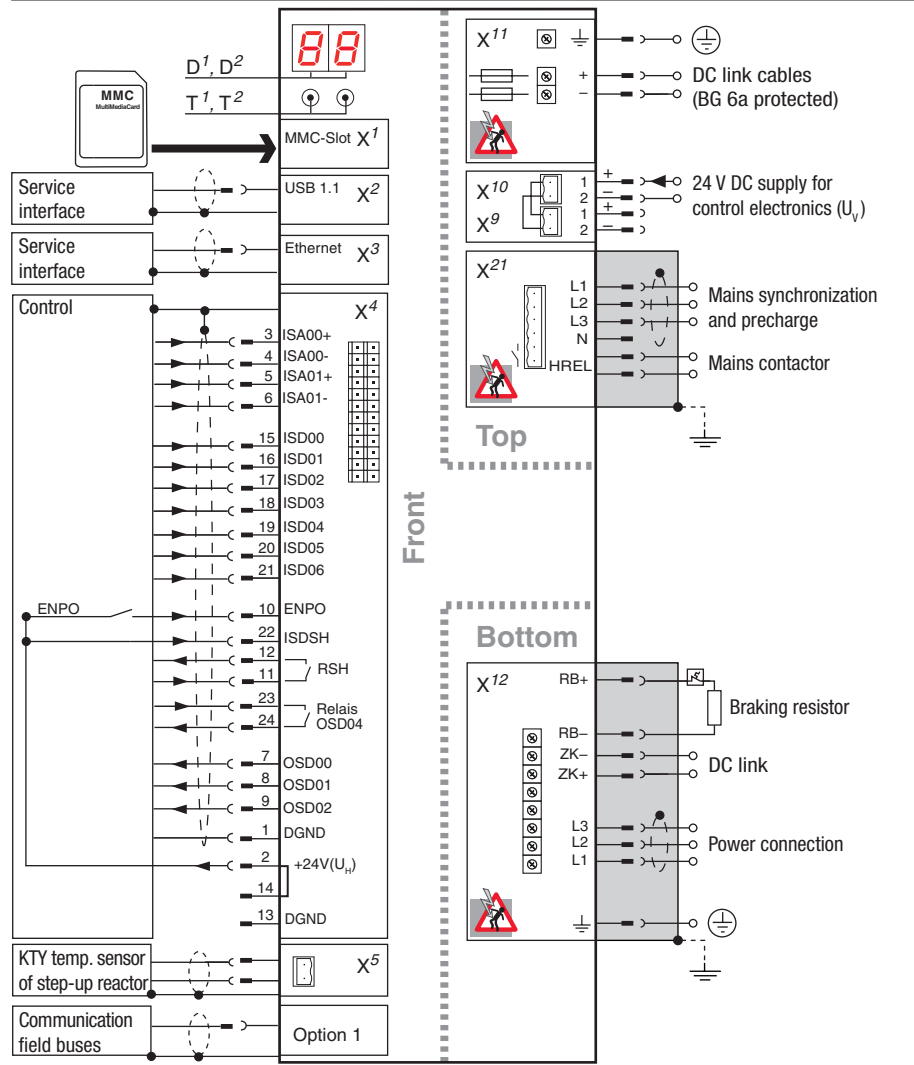 D1, D2
T1, T2
MMC
MultiMediaCard
MMC-Slot X1
Service
interface
USB 1.1
X2
Service
interface
Ethernet
X3
Control
X4
3 ISA00+
4 ISA00-
5 ISA01+
6 ISA01-
15 ISD00
16 ISD01
17 ISD02
18 ISD03
19 ISD04
20 ISD05
21 ISD06
ENPO
10 ENPO
22 ISDSH
12
11
RSH
23
24
Relais
OSD04
7 OSD00
8 OSD01
9 OSD02
1 DGND
2 +24V(UH)
14
13 DGND
KTY temp. sensor
of step-up reactor
X5
Communication
field buses
Option 1
Front
X11
+
−
DC link cables
(BG 6a protected)
X10
1 +
2 −
X9
1 +
2 −
24 V DC supply for
control electronics (UV)
X21
L1
L2
L3
N
HREL
Mains synchronization
and precharge
Mains contactor
Top
Bottom
X12
RB+
RB−
Braking resistor
ZK−
ZK+
DC link
L3
L2
L1
Power connection